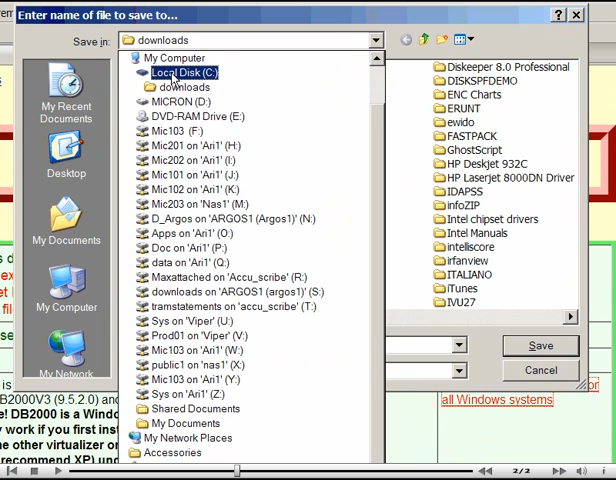 Enter name of file to save to...
Save in:
downloads
My Recent
Documents
Desktop
My Documents
My Computer
My Network
My Computer
Local Disk (C:)
downloads
MICRON (D:)
DVD-RAM Drive (E:)
Mic103 (F:)
Mic201 on 'Ari1' (H:)
Mic202 on 'Ari1' (I:)
Mic101 on 'Ari1' (J:)
Mic102 on 'Ari1' (K:)
Mic203 on 'Nas1' (M:)
D_Argos on 'ARGOS1 (Argos1)' (N:)
Apps on 'Ari1' (O:)
Doc on 'Ari1' (P:)
data on 'Ari1' (Q:)
Maxattached on 'Accu_scribe' (R:)
downloads on 'ARGOS1 (argos1)' (S:)
tramstatements on 'accu_scribe' (T:)
Sys on 'Viper' (U:)
Prod01 on 'Viper' (V:)
Mic103 on 'Ari1' (W:)
public1 on 'nas1' (X:)
Mic103 on 'Ari1' (Y:)
Sys on 'Ari1' (Z:)
Shared Documents
My Documents
My Network Places
Accessories
Diskeeper 8.0 Professional
DISKSPFDEMO
ENC Charts
ERUNT
ewido
FASTPACK
GhostScript
HP Deskjet 932C
HP Laserjet 8000DN Driver
IDAPSS
infoZIP
Intel chipset drivers
Intel Manuals
intelliscore
irfanview
ITALIANO
iTunes
IVU27
Save
Cancel
B2000V3 (9.5.2.0) and
e! DB2000 is a Windo
y work if you first inst
ne other virtualizer or
recommend XP) und
or
all Windows systems
2/2